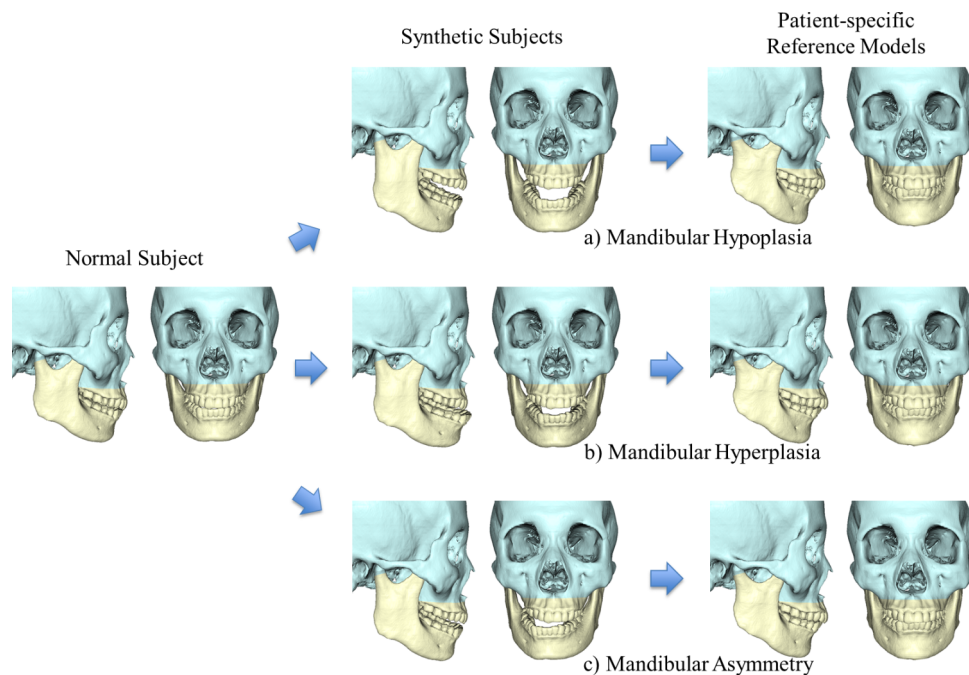 Synthetic Subjects
Patient-specific
Reference Models
a) Mandibular Hypoplasia
Normal Subject
b) Mandibular Hyperplasia
c) Mandibular Asymmetry